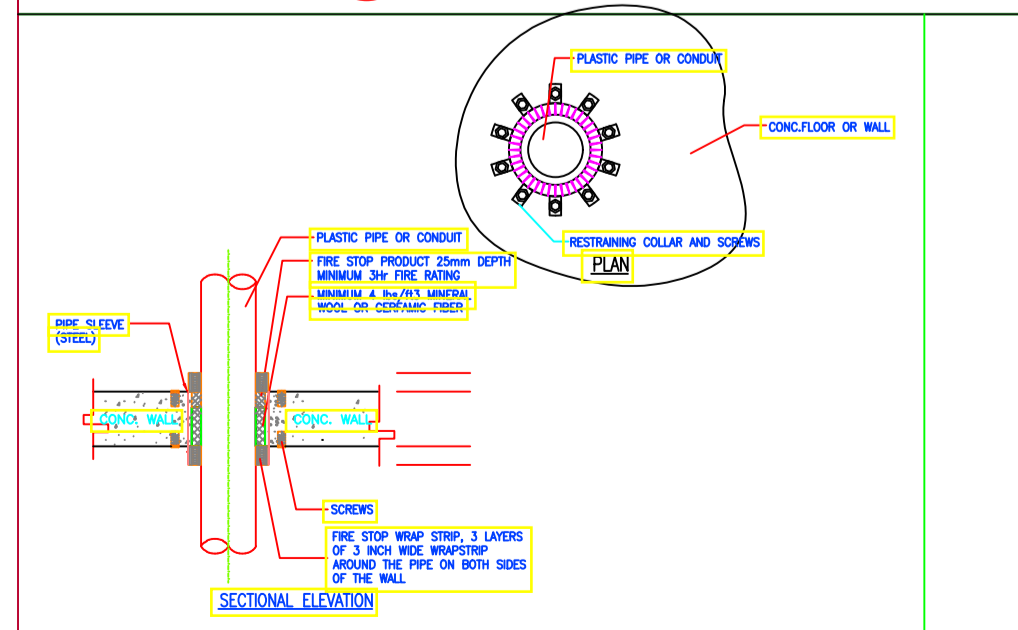 PLASTIC PIPE OR CONDUIT
CONC.FLOOR OR WALL
RESTRAINING COLLAR AND SCREWS
PLAN
PLASTIC PIPE OR CONDUIT
FIRE STOP PRODUCT 25mm DEPTH
MINIMUM 3Hr FIRE RATING
MINIMUM 4 lbs/ft3 MINERAL
WOOL OR CERFAMIC FIBER
PIPE SLEEVE
(STEEL)
CONC. WALL
CONC. WALL
SCREWS
FIRE STOP WRAP STRIP, 3 LAYERS
OF 3 INCH WIDE WRAPSTRIP
AROUND THE PIPE ON BOTH SIDES
OF THE WALL
SECTIONAL ELEVATION